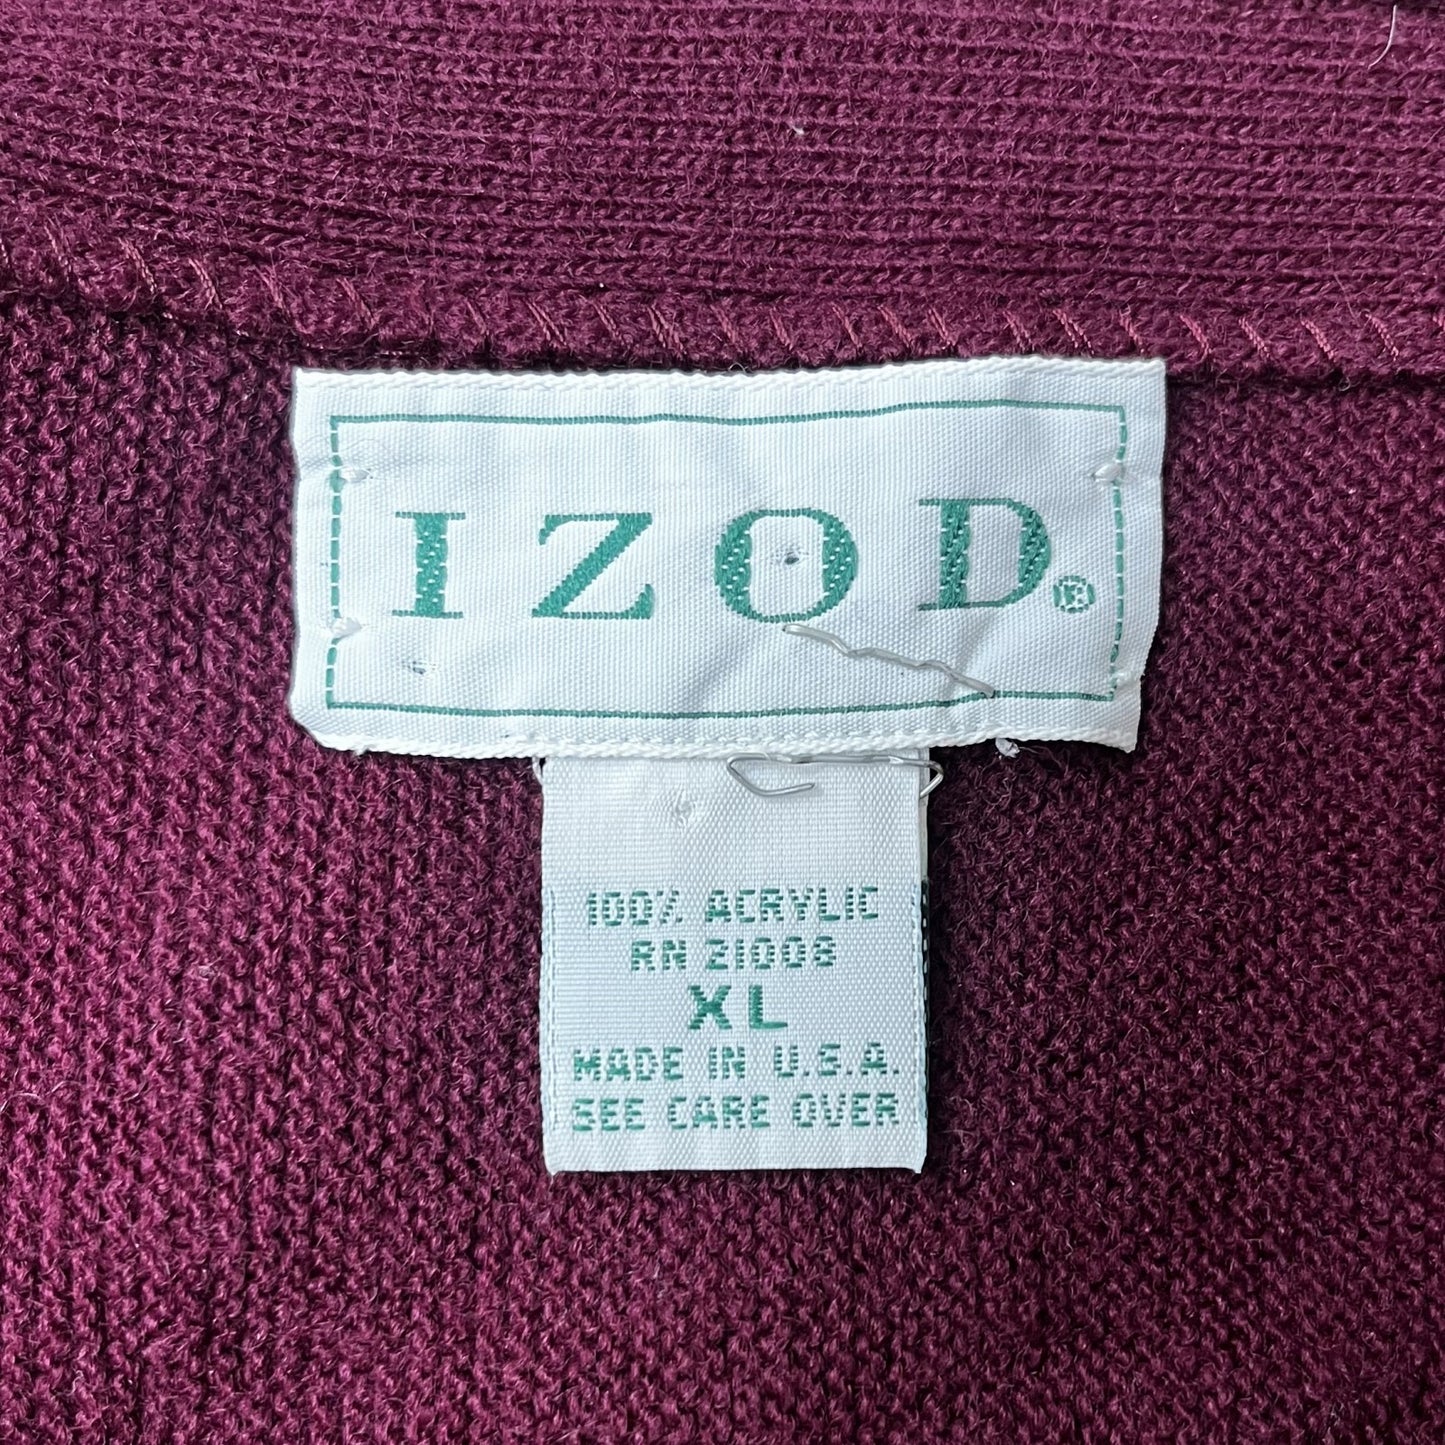 IZOD®
100% ACRYLIC
RN 21008
XL
MADE IN U.S.A.
SEE CARE OVER